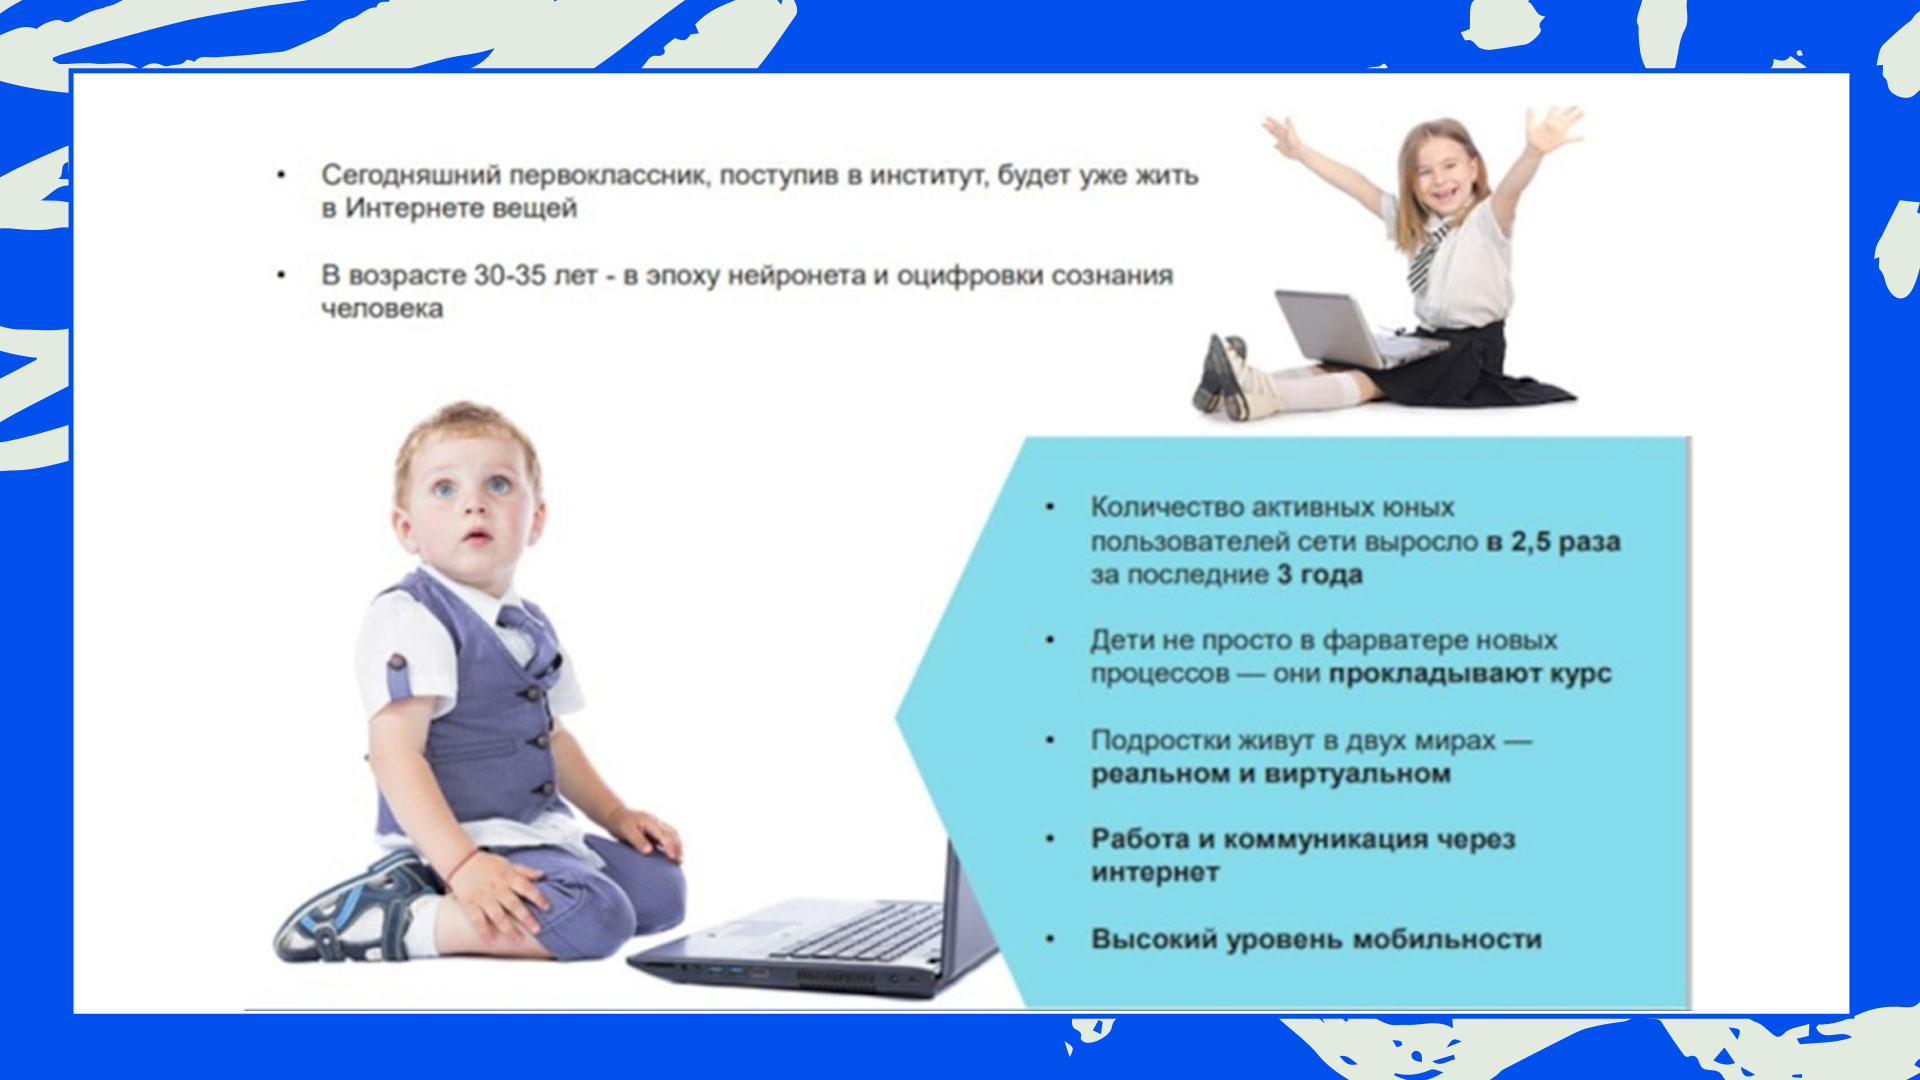 • Сегодняшний первоклассник, поступив в институт, будет уже жить
в Интернете вещей
• В возрасте 30-35 лет - в эпоху нейронета и оцифровки сознания
человека
• Количество активных юных
пользователей сети выросло в 2,5 раза
за последние 3 года
• Дети не просто в фарватере новых
процессов — они прокладывают курс
• Подростки живут в двух мирах —
реальном и виртуальном
• Работа и коммуникация через
интернет
• Высокий уровень мобильности